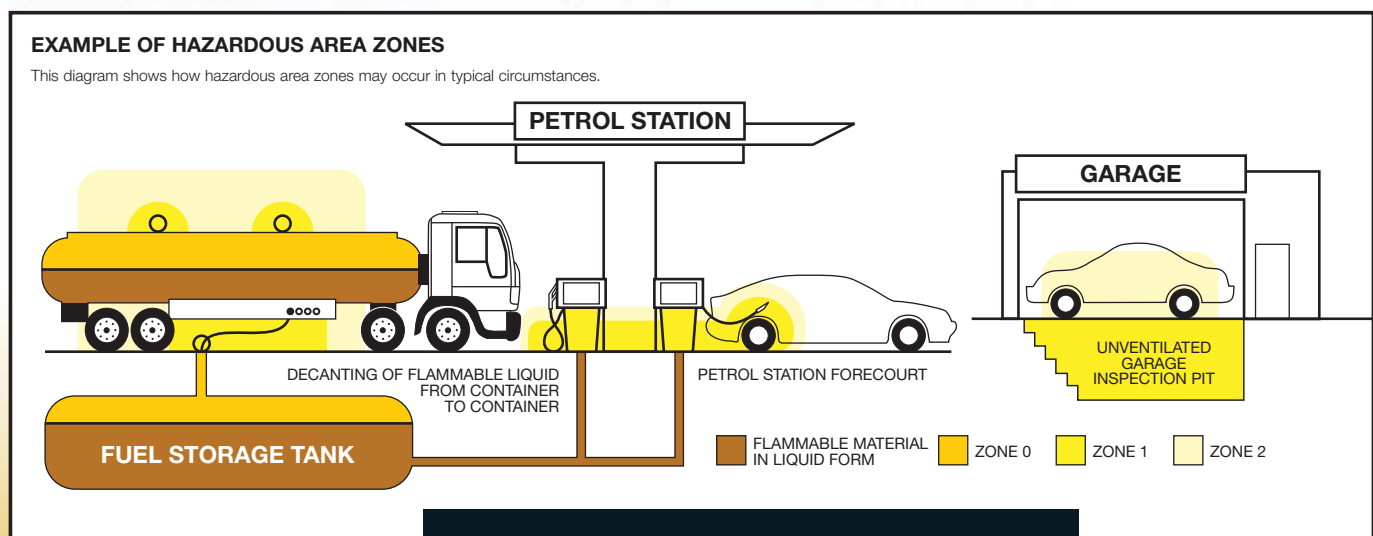 EXAMPLE OF HAZARDOUS AREA ZONES
This diagram shows how hazardous area zones may occur in typical circumstances.
PETROL STATION
GARAGE
DECANTING OF FLAMMABLE LIQUID
FROM CONTAINER
TO CONTAINER
PETROL STATION FORECOURT
UNVENTILATED
GARAGE
INSPECTION PIT
FUEL STORAGE TANK
FLAMMABLE MATERIAL
IN LIQUID FORM
ZONE 0
ZONE 1
ZONE 2